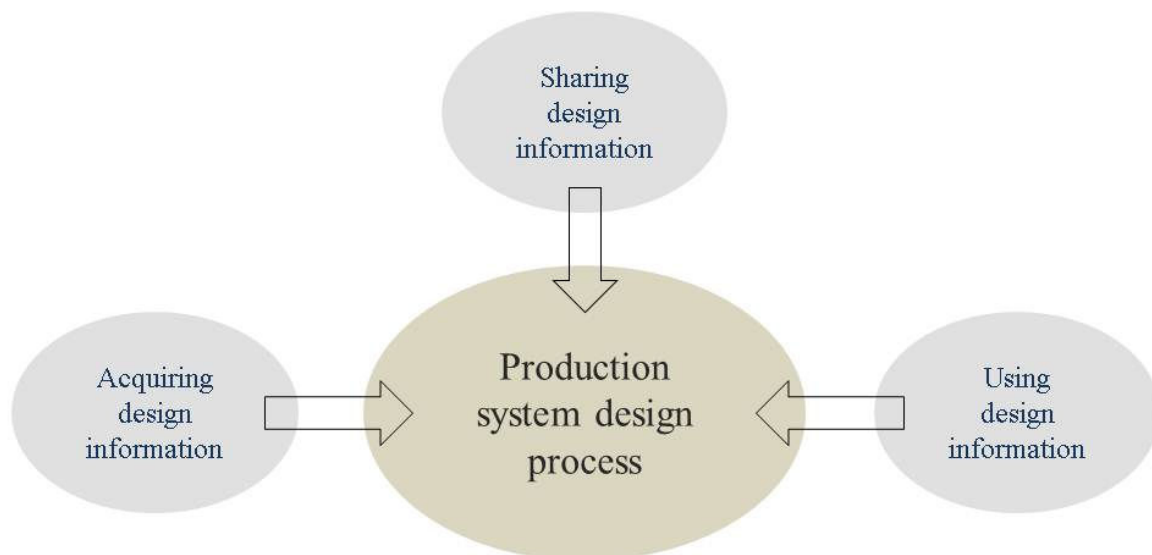 Sharing
design
information
Acquiring
design
information
Production
system design
process
Using
design
information